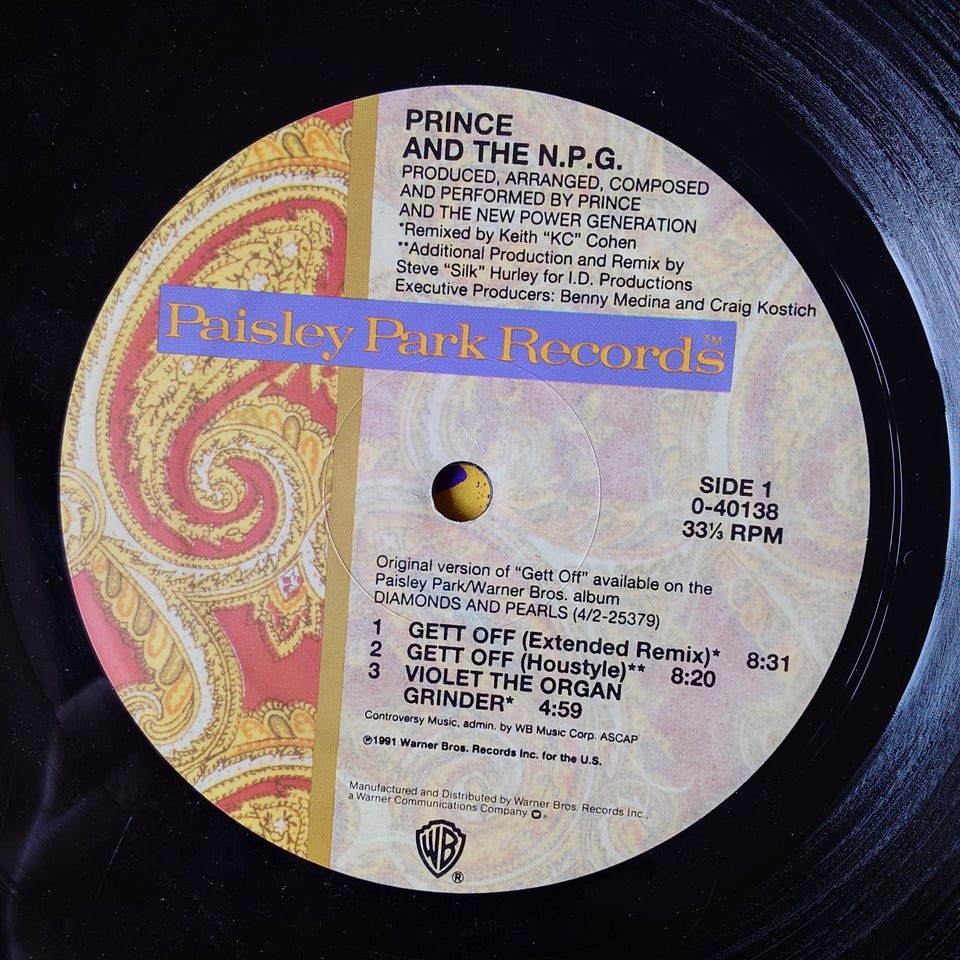 PRINCE
AND THE N.P.G.
PRODUCED, ARRANGED, COMPOSED
AND PERFORMED BY PRINCE
AND THE NEW POWER GENERATION
*Remixed by Keith “KC” Cohen
**Additional Production and Remix by
Steve “Silk” Hurley for I.D. Productions
Executive Producers: Benny Medina and Craig Kostich
Paisley Park Records™
SIDE 1
0-40138
33⅓ RPM
Original version of “Gett Off” available on the
Paisley Park/Warner Bros. album
DIAMONDS AND PEARLS (4/2-25379)
1 GETT OFF (Extended Remix)* 8:31
2 GETT OFF (Houstyle)** 8:20
3 VIOLET THE ORGAN
GRINDER* 4:59
Controversy Music, admin. by WB Music Corp. ASCAP
℗1991 Warner Bros. Records Inc. for the U.S.
Manufactured and Distributed by Warner Bros. Records Inc.,
a Warner Communications Company ®
WB ®